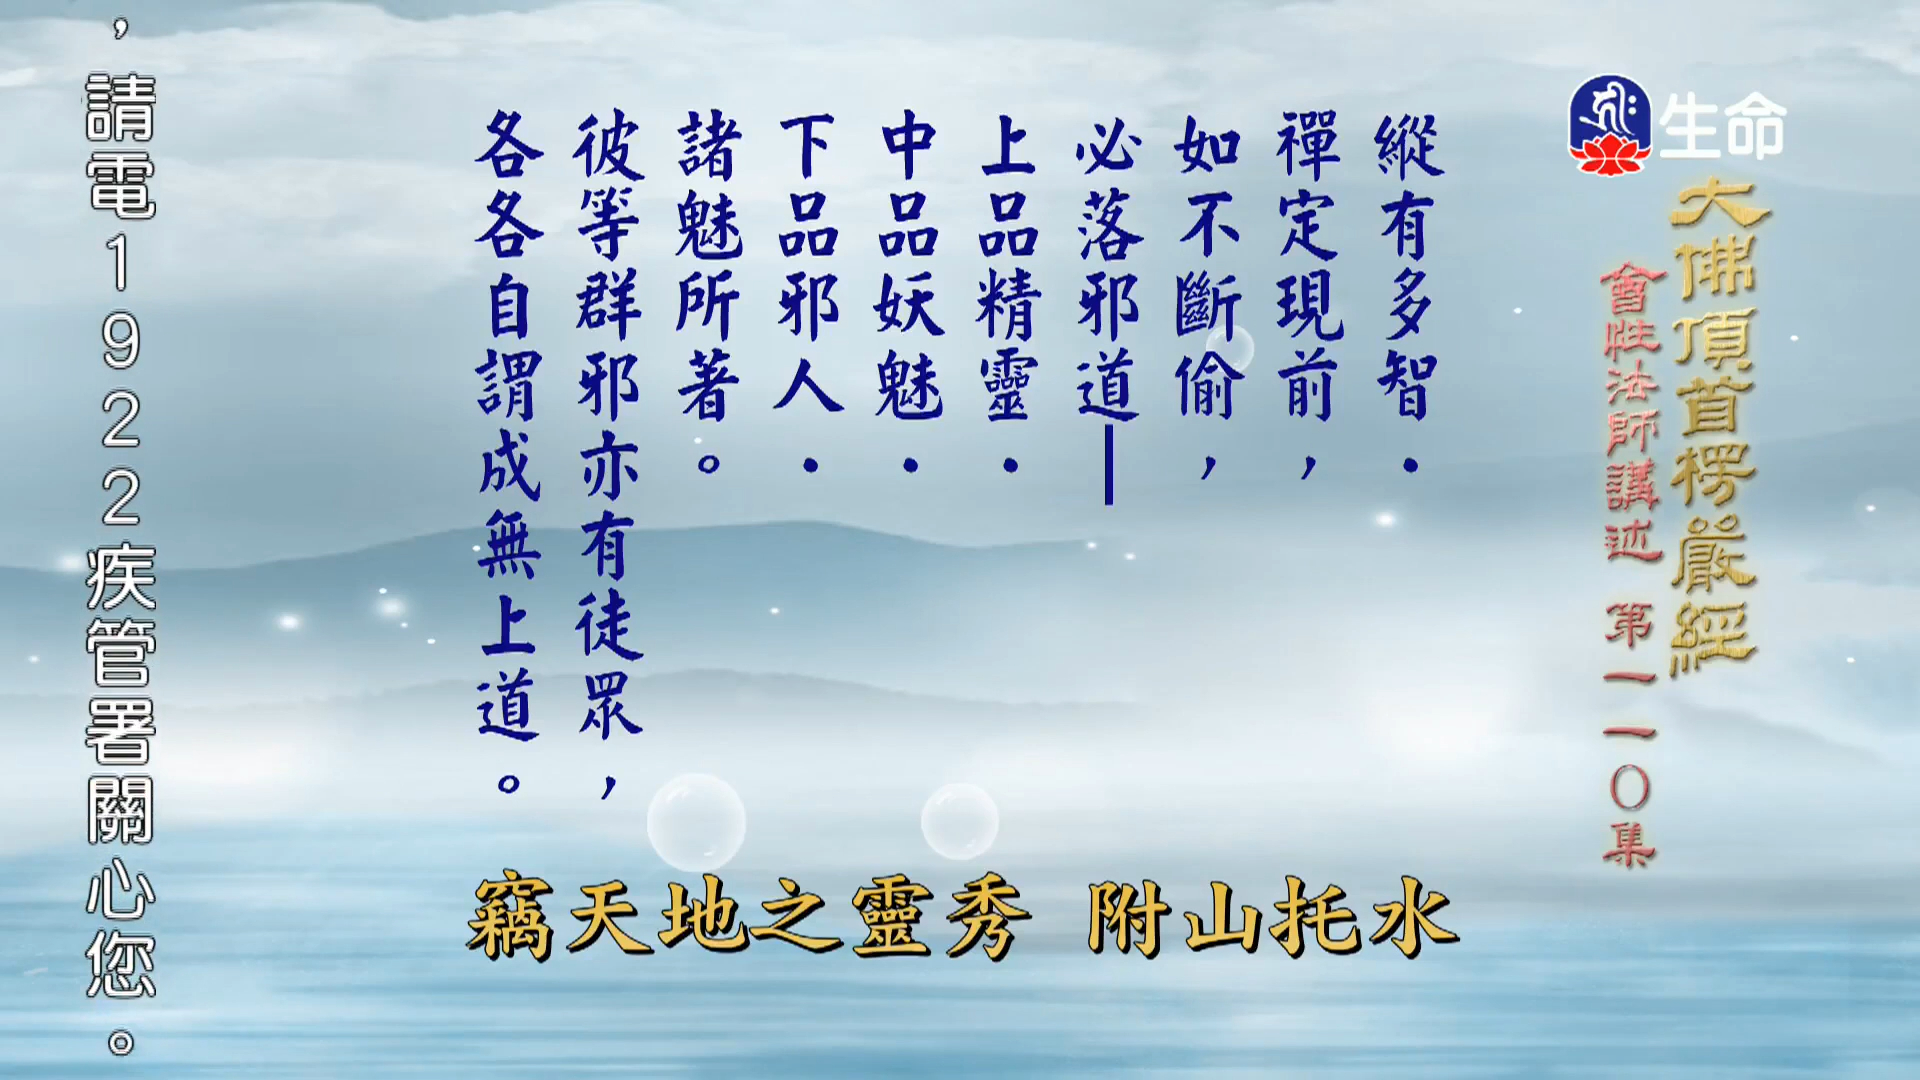 生命
大佛頂首楞嚴經
會性法師講述 第一一〇集
縱有多智．
禪定現前，
如不斷偷，
必落邪道—
上品精靈．
中品妖魅．
下品邪人．
諸魅所著。
彼等群邪亦有徒眾，
各各自謂成無上道。
，請電1922疾管署關心您。
竊天地之靈秀 附山托水